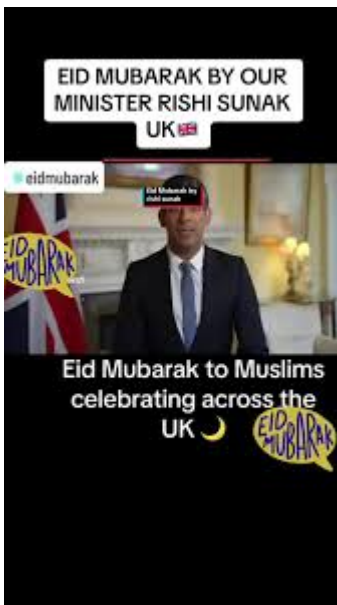 EID MUBARAK BY OUR
MINISTER RISHI SUNAK
UK🇬🇧
eidmubarak
Eid Mubarak by
rishi sunak
EID
MUBARAK
Eid Mubarak to Muslims
celebrating across the
UK 🌙
EID
MUBARAK